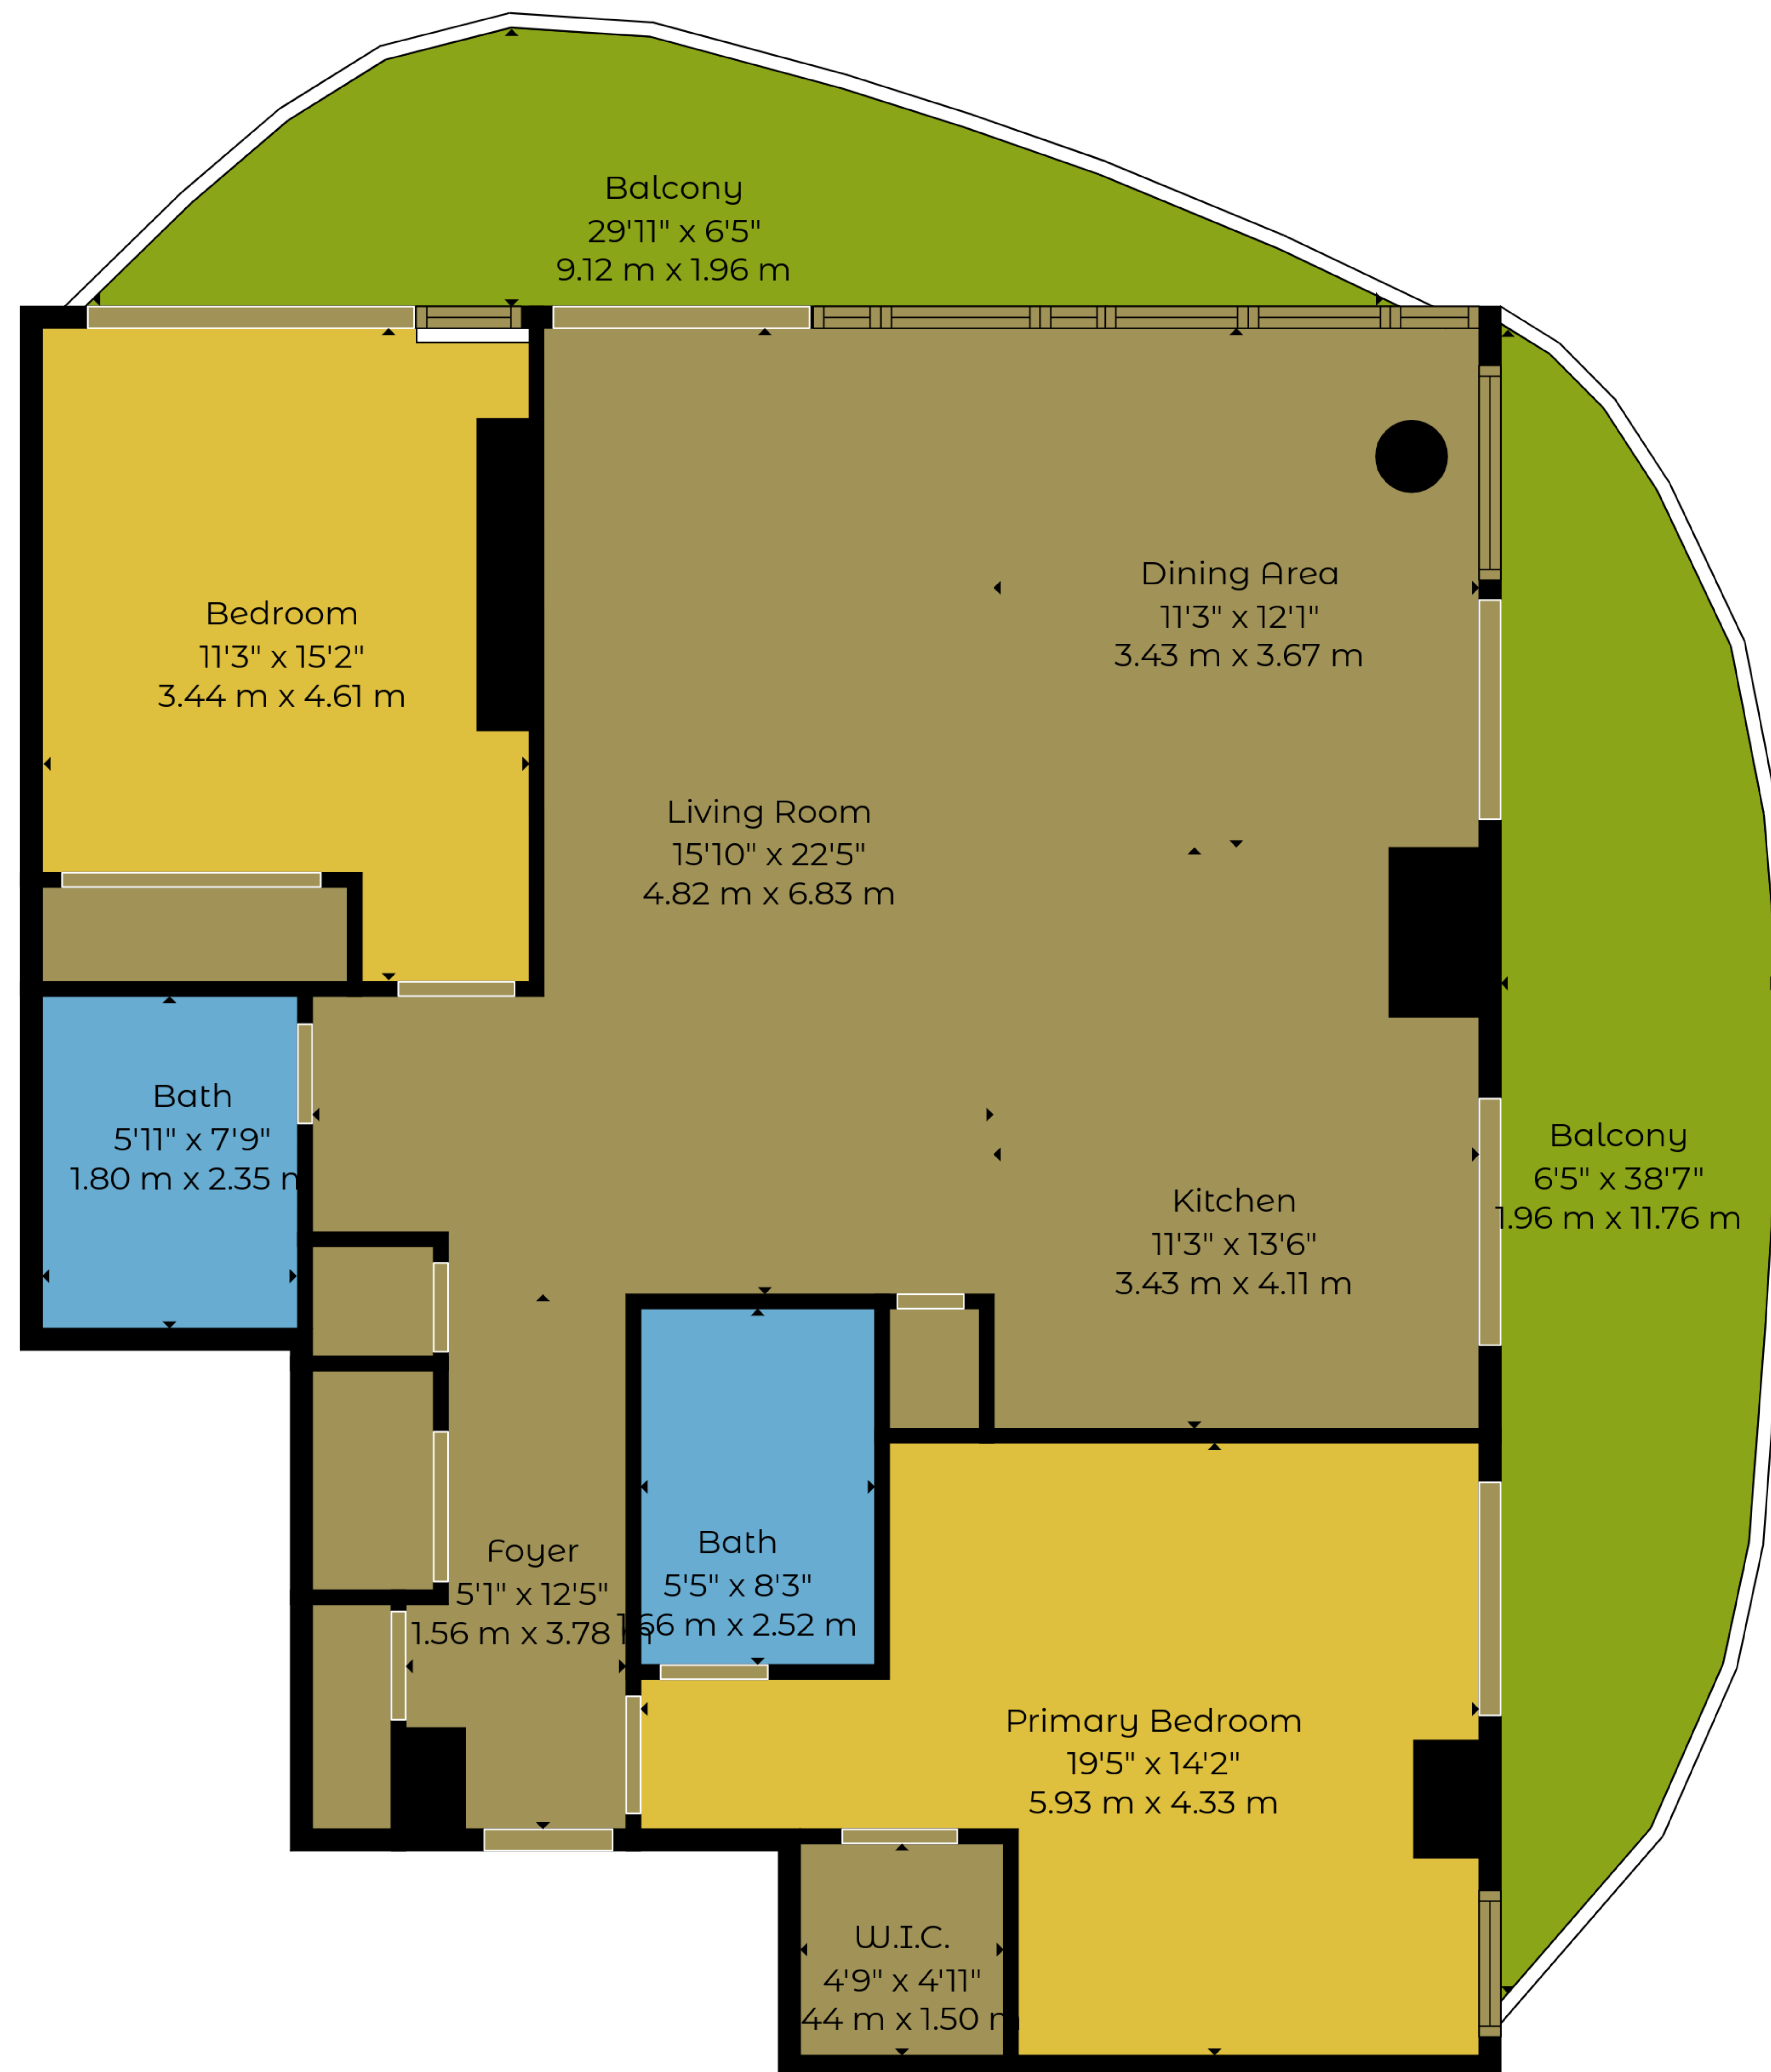 Balcony
29'11" x 6'5"
9.12 m x 1.96 m
Dining Area
11'3" x 12'1"
3.43 m x 3.67 m
Bedroom
11'3" x 15'2"
3.44 m x 4.61 m
Living Room
15'10" x 22'5"
4.82 m x 6.83 m
Bath
5'11" x 7'9"
1.80 m x 2.35 m
Balcony
6'5" x 38'7"
1.96 m x 11.76 m
Kitchen
11'3" x 13'6"
3.43 m x 4.11 m
Foyer
5'1" x 12'5"
1.56 m x 3.78 m
Bath
5'5" x 8'3"
1.66 m x 2.52 m
Primary Bedroom
19'5" x 14'2"
5.93 m x 4.33 m
W.I.C.
4'9" x 4'11"
44 m x 1.50 m